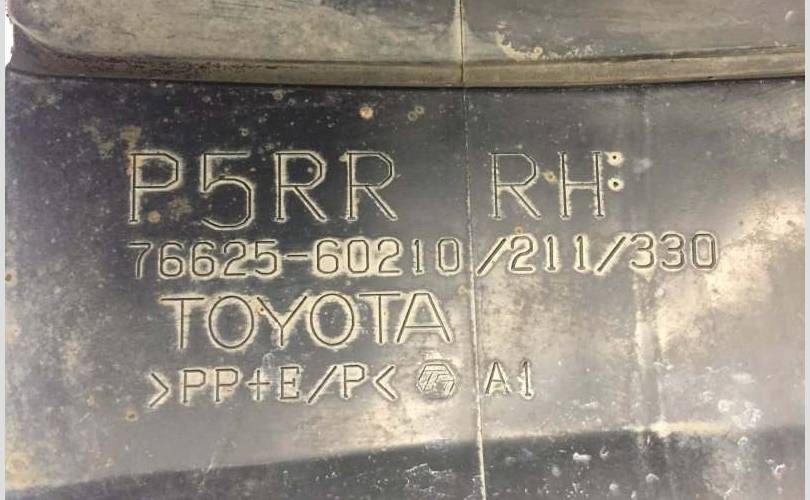 P5RR RH:
76625-60210/211/330
TOYOTA
>PP+E/P< A1